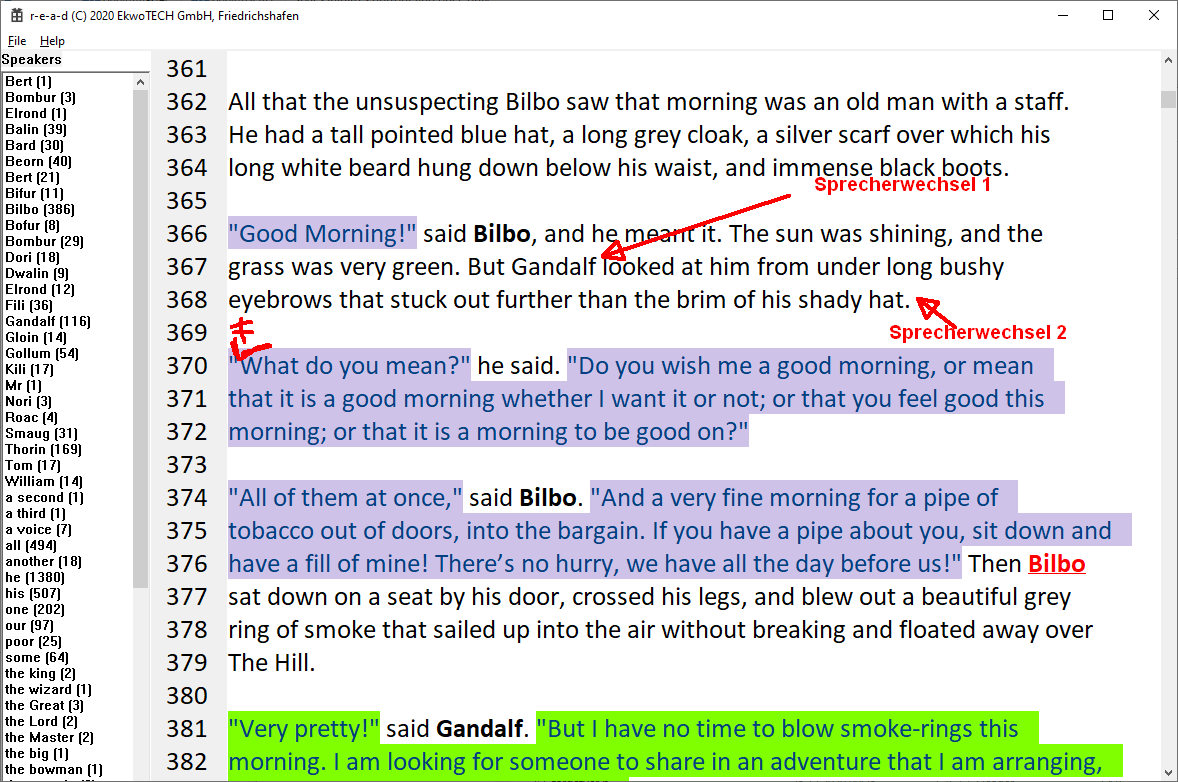 r-e-a-d (C) 2020 EkwoTECH GmbH, Friedrichshafen
File Help
Speakers
Bert (1)
Bombur (3)
Elrond (1)
Balin (39)
Bard (30)
Beorn (40)
Bert (21)
Bifur (11)
Bilbo (386)
Bofur (8)
Bombur (29)
Dori (18)
Dwalin (9)
Elrond (12)
Fili (36)
Gandalf (116)
Gloin (14)
Gollum (54)
Kili (17)
Mr (1)
Nori (3)
Roac (4)
Smaug (31)
Thorin (169)
Tom (17)
William (14)
a second (1)
a third (1)
a voice (7)
all (494)
another (18)
he (1380)
his (507)
one (202)
our (97)
poor (25)
some (64)
the king (2)
the wizard (1)
the Great (3)
the Lord (2)
the Master (2)
the big (1)
the bowman (1)
361
362 All that the unsuspecting Bilbo saw that morning was an old man with a staff.
363 He had a tall pointed blue hat, a long grey cloak, a silver scarf over which his
364 long white beard hung down below his waist, and immense black boots.
Sprecherwechsel 1
365
366 "Good Morning!" said Bilbo, and he meant it. The sun was shining, and the
367 grass was very green. But Gandalf looked at him from under long bushy
368 eyebrows that stuck out further than the brim of his shady hat.
Sprecherwechsel 2
369
370 "What do you mean?" he said. "Do you wish me a good morning, or mean
371 that it is a good morning whether I want it or not; or that you feel good this
372 morning; or that it is a morning to be good on?"
373
374 "All of them at once," said Bilbo. "And a very fine morning for a pipe of
375 tobacco out of doors, into the bargain. If you have a pipe about you, sit down and
376 have a fill of mine! There’s no hurry, we have all the day before us!" Then Bilbo
377 sat down on a seat by his door, crossed his legs, and blew out a beautiful grey
378 ring of smoke that sailed up into the air without breaking and floated away over
379 The Hill.
380
381 "Very pretty!" said Gandalf. "But I have no time to blow smoke-rings this
382 morning. I am looking for someone to share in an adventure that I am arranging,